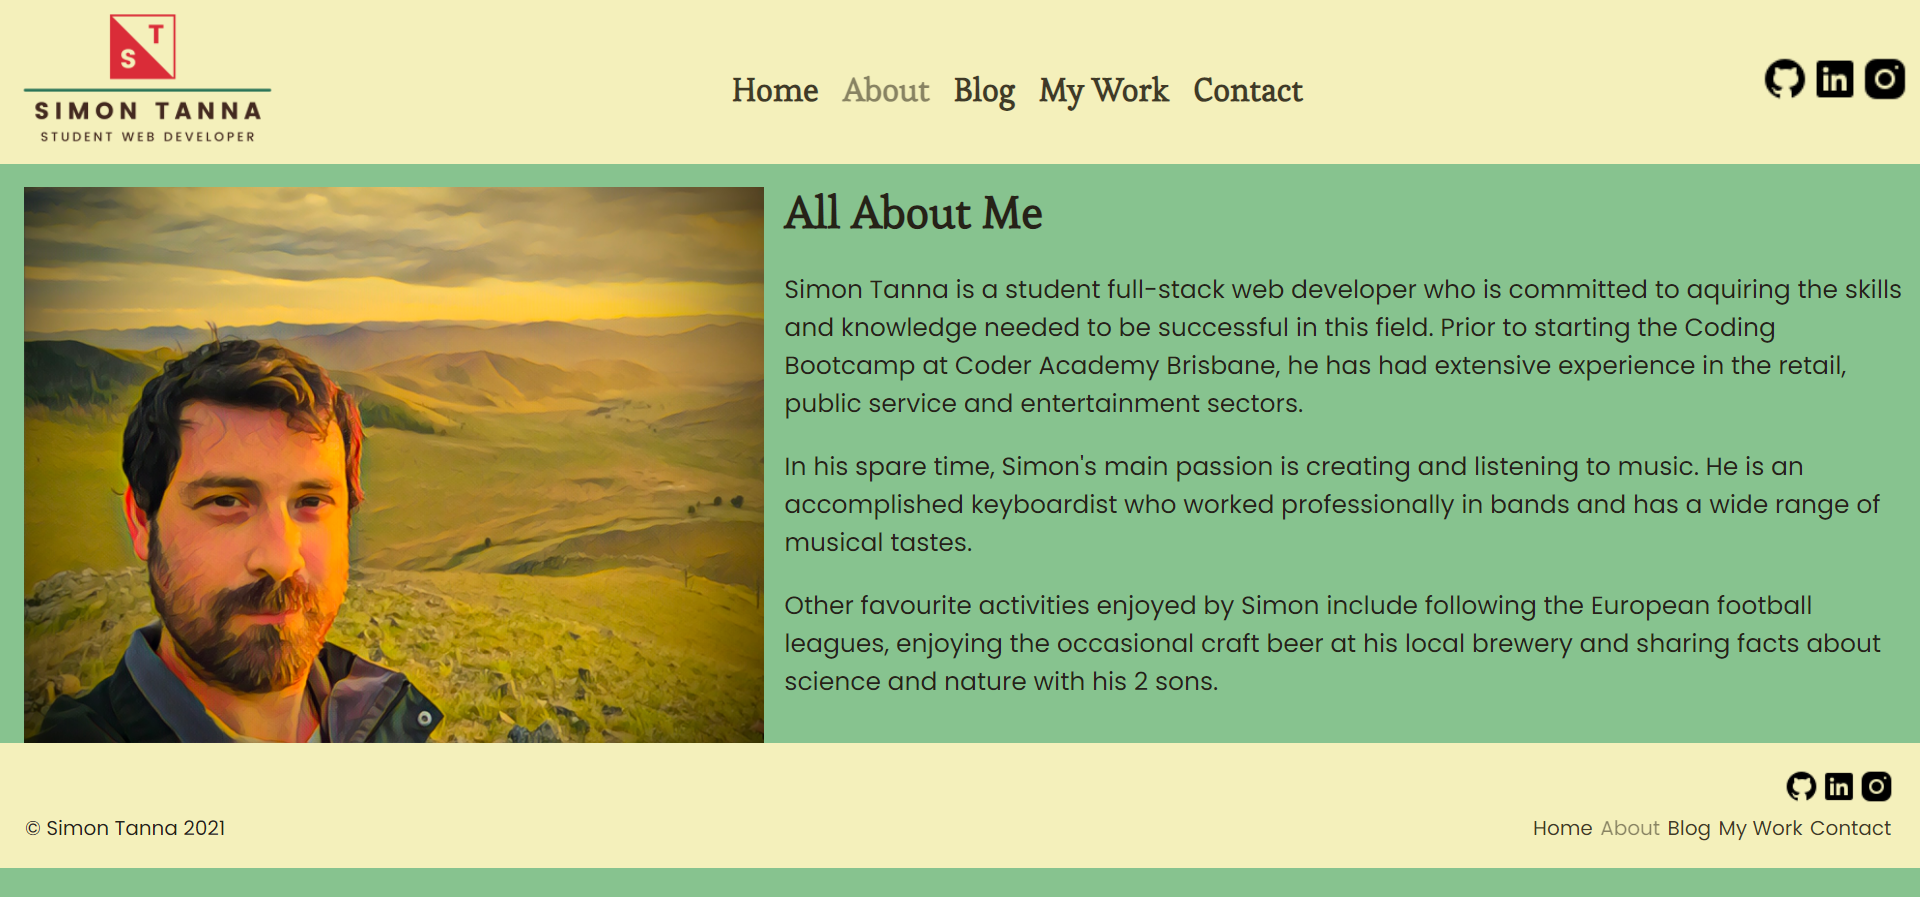 T
S
SIMON TANNA
STUDENT WEB DEVELOPER
Home About Blog My Work Contact
in
All About Me
Simon Tanna is a student full-stack web developer who is committed to aquiring the skills
and knowledge needed to be successful in this field. Prior to starting the Coding
Bootcamp at Coder Academy Brisbane, he has had extensive experience in the retail,
public service and entertainment sectors.
In his spare time, Simon's main passion is creating and listening to music. He is an
accomplished keyboardist who worked professionally in bands and has a wide range of
musical tastes.
Other favourite activities enjoyed by Simon include following the European football
leagues, enjoying the occasional craft beer at his local brewery and sharing facts about
science and nature with his 2 sons.
in
© Simon Tanna 2021
Home About Blog My Work Contact